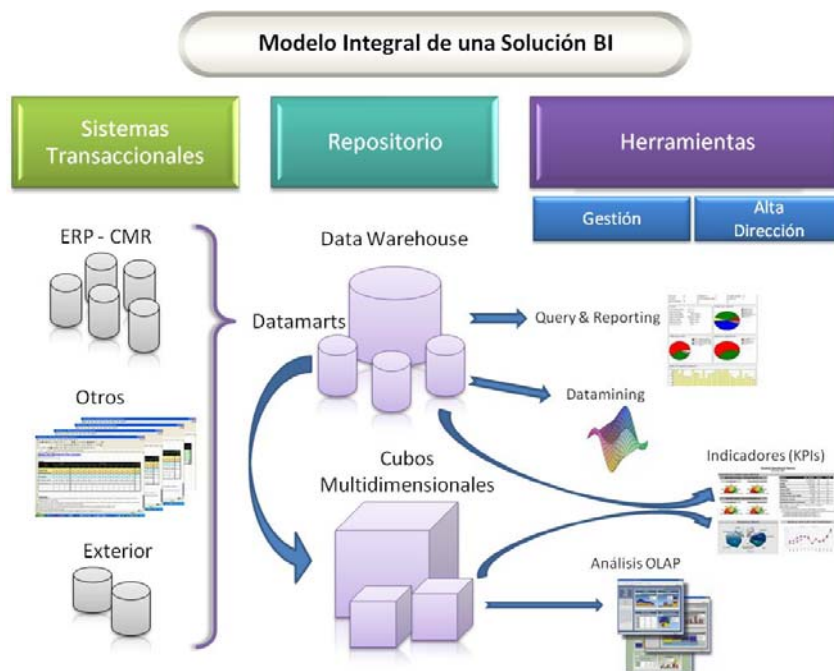 Modelo Integral de una Solución BI
Sistemas
Transaccionales
Repositorio
Herramientas
Gestión
Alta
Dirección
ERP - CMR
Otros
Exterior
Data Warehouse
Datamarts
Cubos
Multidimensionales
Query & Reporting
Datamining
Indicadores (KPIs)
Análisis OLAP